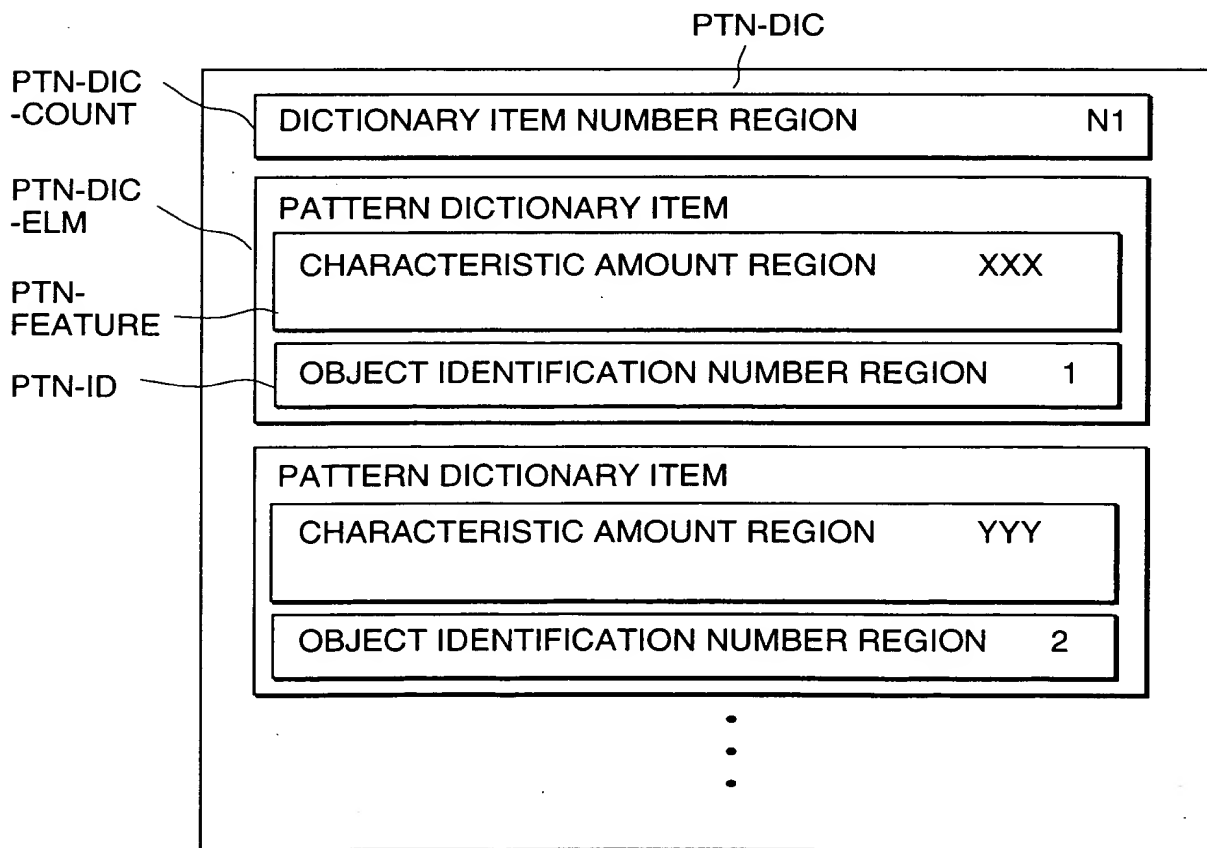 PTN-DIC
PTN-DIC
-COUNT
DICTIONARY ITEM NUMBER REGION N1
PTN-DIC
-ELM
PATTERN DICTIONARY ITEM
CHARACTERISTIC AMOUNT REGION XXX
PTN-
FEATURE
OBJECT IDENTIFICATION NUMBER REGION 1
PTN-ID
PATTERN DICTIONARY ITEM
CHARACTERISTIC AMOUNT REGION YYY
OBJECT IDENTIFICATION NUMBER REGION 2